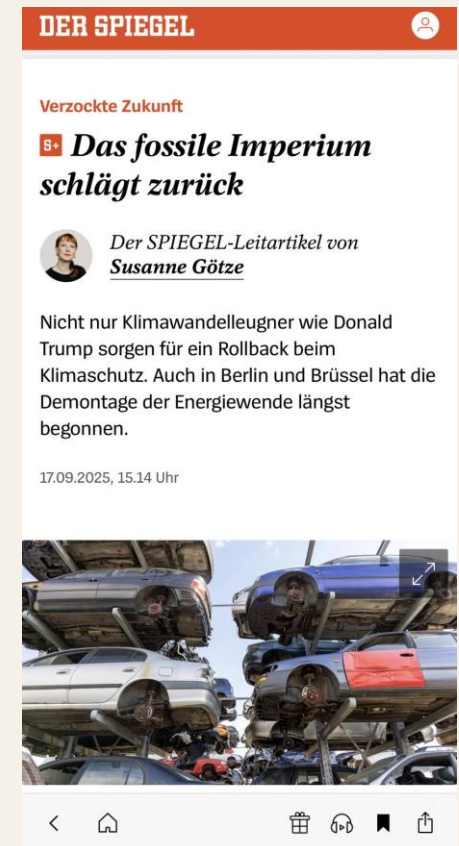 DER SPIEGEL
Verzockte Zukunft
S+ Das fossile Imperium
schlägt zurück
Der SPIEGEL-Leitartikel von
Susanne Götze
Nicht nur Klimawandelleugner wie Donald
Trump sorgen für ein Rollback beim
Klimaschutz. Auch in Berlin und Brüssel hat die
Demontage der Energiewende längst
begonnen.
17.09.2025, 15.14 Uhr